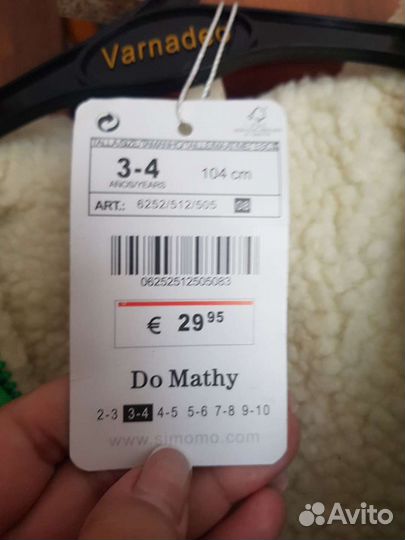 Varnadeo
3-4
AÑOS/YEARS
104 cm
ART.: 6252/512/505
06252512505083
€ 29 95
Do Mathy
2-3 3-4 4-5 5-6 7-8 9-10
www.simomo.com
Avito